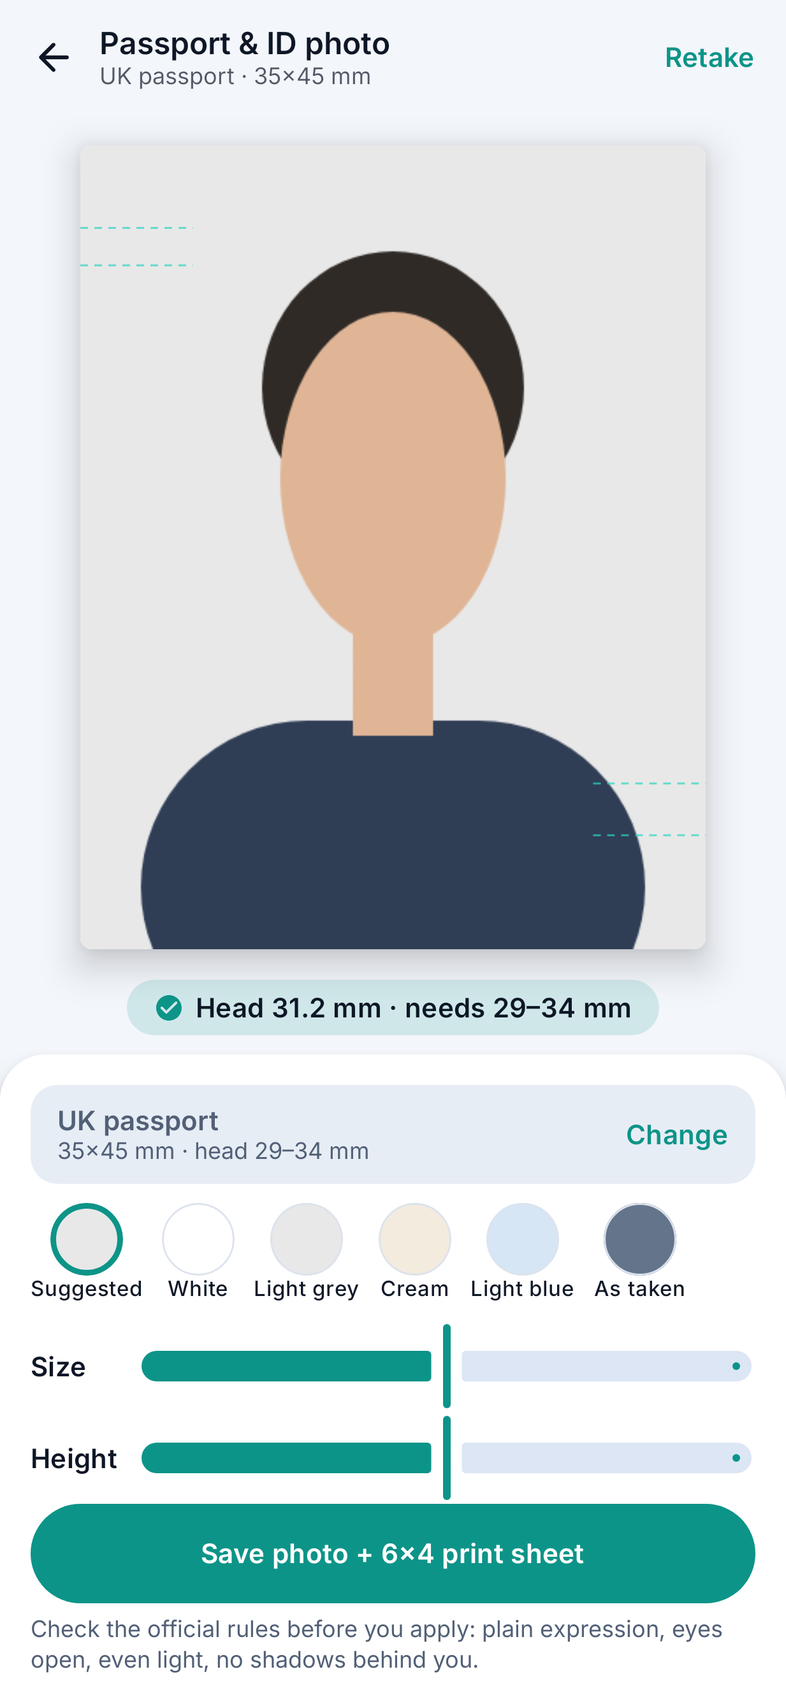 Passport & ID photo
UK passport · 35×45 mm
Retake
Head 31.2 mm · needs 29–34 mm
UK passport
35×45 mm · head 29–34 mm
Change
Suggested White Light grey Cream Light blue As taken
Size
Height
Save photo + 6×4 print sheet
Check the official rules before you apply: plain expression, eyes
open, even light, no shadows behind you.